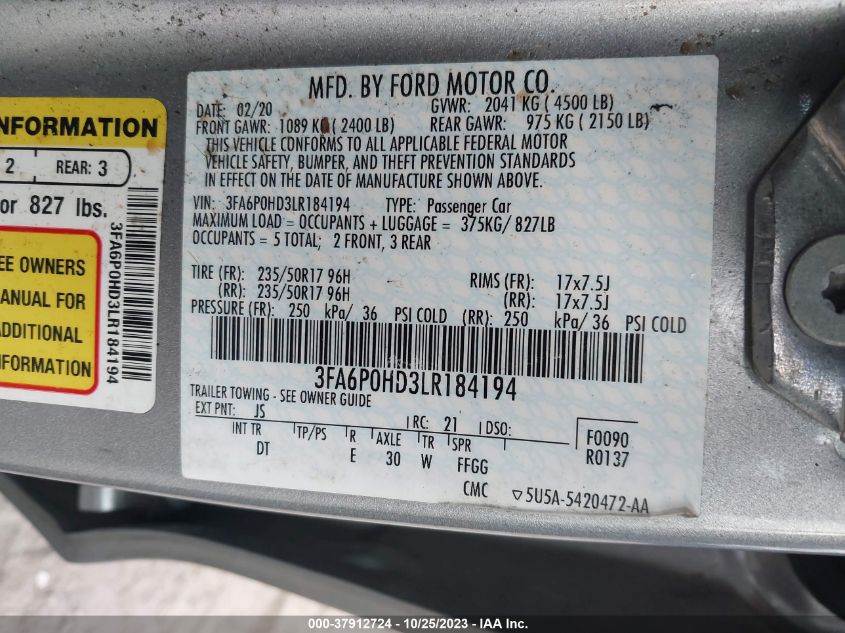 NFORMATION
2 REAR: 3
or 827 lbs.
EE OWNERS
MANUAL FOR
ADDITIONAL
NFORMATION
3FA6P0HD3LR184194
MFD. BY FORD MOTOR CO.
DATE: 02/20 GVWR: 2041 KG ( 4500 LB)
FRONT GAWR: 1089 KG ( 2400 LB) REAR GAWR: 975 KG ( 2150 LB)
THIS VEHICLE CONFORMS TO ALL APPLICABLE FEDERAL MOTOR
VEHICLE SAFETY, BUMPER, AND THEFT PREVENTION STANDARDS
IN EFFECT ON THE DATE OF MANUFACTURE SHOWN ABOVE.
VIN: 3FA6P0HD3LR184194 TYPE: Passenger Car
MAXIMUM LOAD = OCCUPANTS + LUGGAGE = 375KG/ 827LB
OCCUPANTS = 5 TOTAL; 2 FRONT, 3 REAR
TIRE (FR): 235/50R17 96H RIMS (FR): 17x7.5J
(RR): 235/50R17 96H (RR): 17x7.5J
PRESSURE (FR): 250 kPa/ 36 PSI COLD (RR): 250 kPa/ 36 PSI COLD
3FA6P0HD3LR184194
TRAILER TOWING - SEE OWNER GUIDE
EXT PNT: JS RC: 21 DSO:
INT TR TP/PS R AXLE TR SPR
DT E 30 W FFGG
F0090
R0137
CMC ▽5U5A-5420472-AA
000-37912724 - 10/25/2023 - IAA Inc.